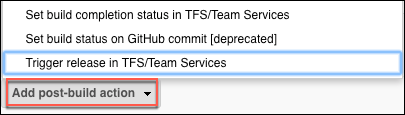 Set build completion status in TFS/Team Services
Set build status on GitHub commit [deprecated]
Trigger release in TFS/Team Services
Add post-build action